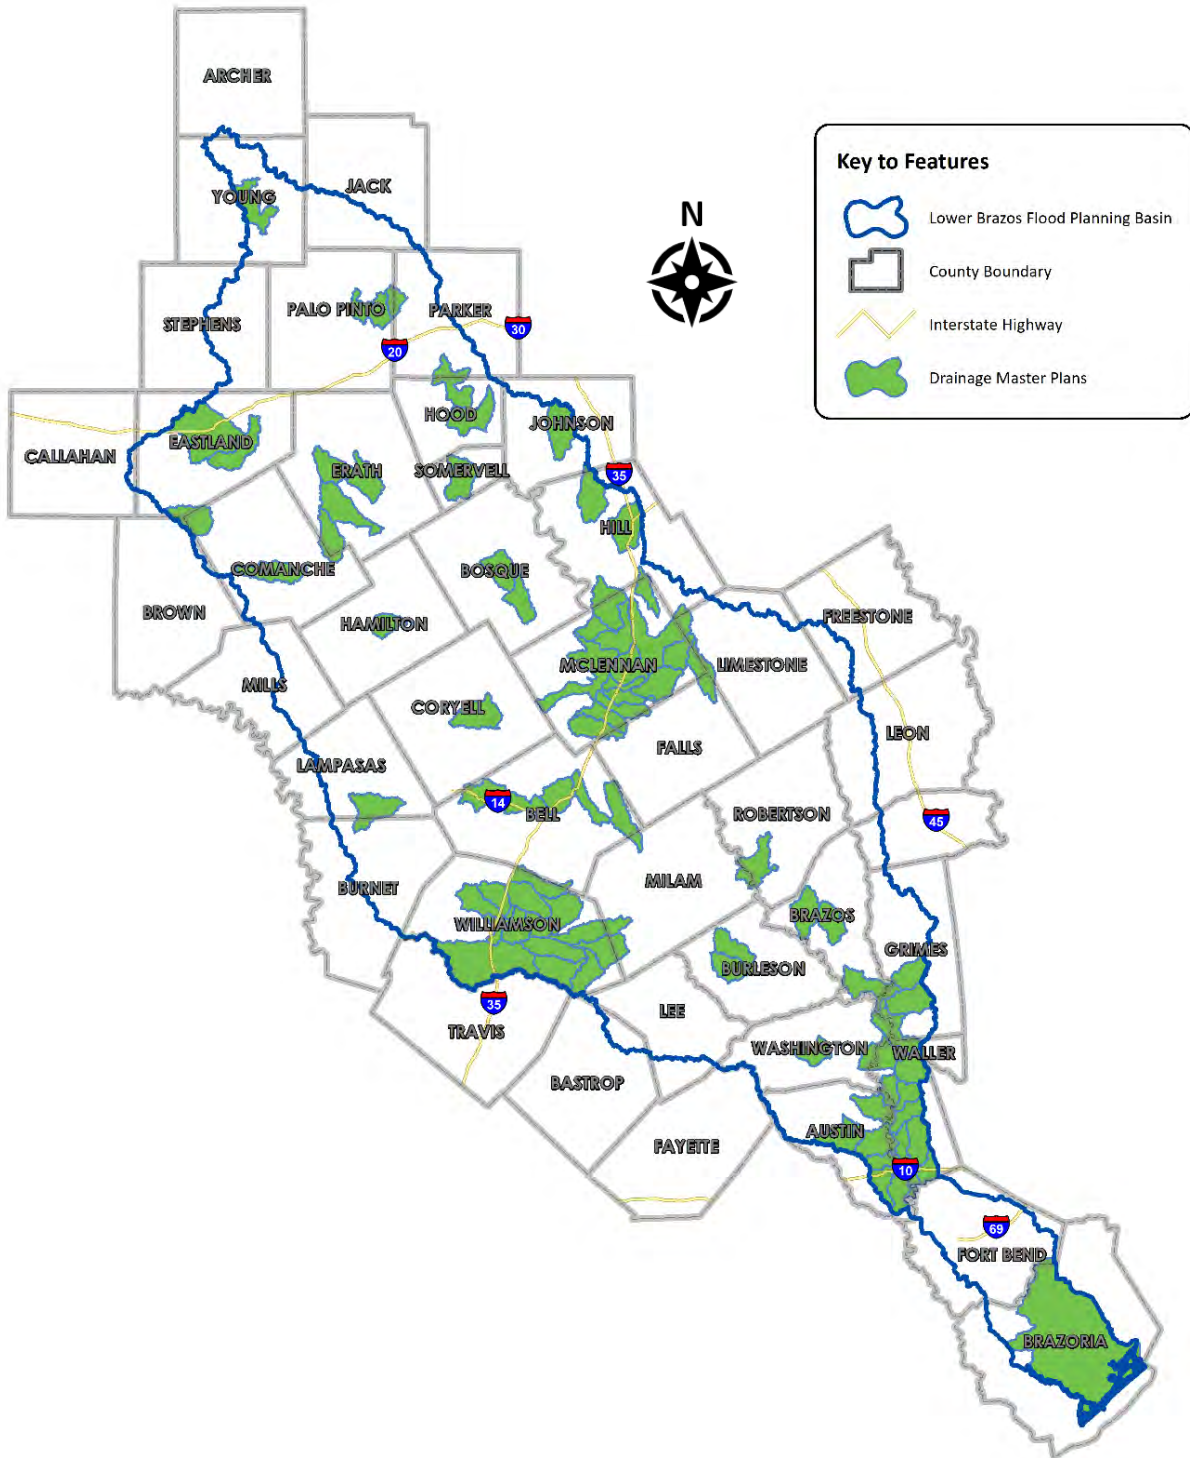 ARCHER
Key to Features
Lower Brazos Flood Planning Basin
County Boundary
Interstate Highway
Drainage Master Plans
JACK
YOUNG
N
PALO PINTO
PARKER
STEPHENS
30
20
HOOD
JOHNSON
EASTLAND
CALLAHAN
ERATH
SOMERVELL
35
HILL
COMANCHE
BOSQUE
BROWN
HAMILTON
FREESTONE
MCLENNAN
LIMESTONE
MILLS
CORYELL
LEON
FALLS
LAMPASAS
14
BELL
ROBERTSON
45
BURNET
MILAM
WILLIAMSON
BRAZOS
GRIMES
BURLESON
35
LEE
TRAVIS
WASHINGTON
WALLER
BASTROP
AUSTIN
FAYETTE
10
69
FORT BEND
BRAZORIA